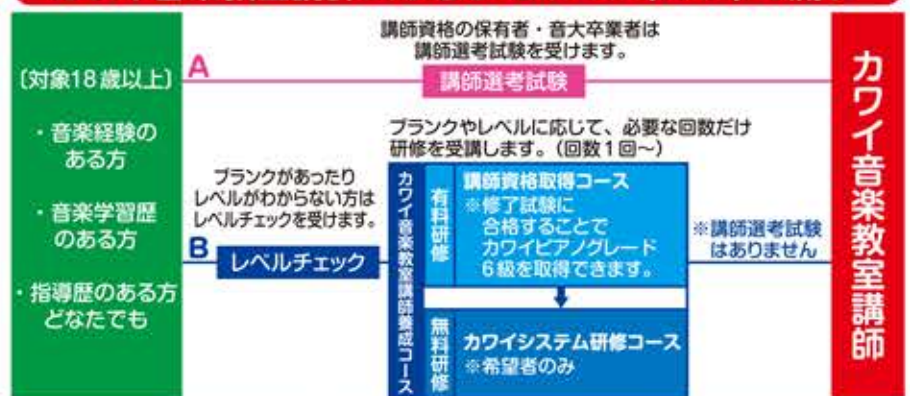 〔対象18歳以上〕
・音楽経験の
ある方
・音楽学習歴
のある方
・指導歴のある方
どなたでも
A
講師資格の保有者・音大卒業者は
講師選考試験を受けます。
講師選考試験
ブランクがあったり
レベルがわからない方は
レベルチェックを受けます。
B
レベルチェック
ブランクやレベルに応じて、必要な回数だけ
研修を受講します。(回数1回～)
カワイ音楽教室講師養成コース
有料研修
講師資格取得コース
※修了試験に
合格することで
カワイピアノグレード
6級を取得できます。
無料研修
カワイシステム研修コース
※希望者のみ
※講師選考試験
はありません
カワイ音楽教室講師